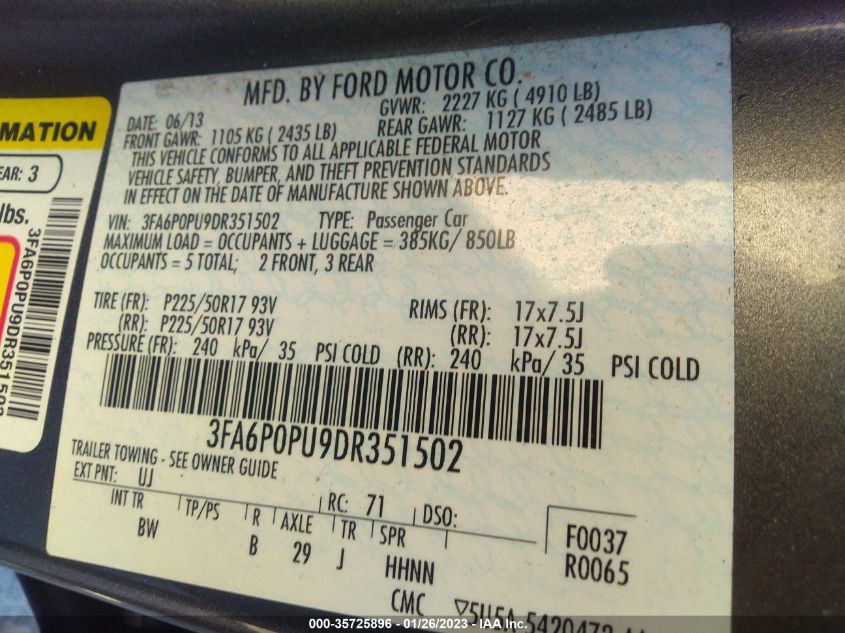 MFD. BY FORD MOTOR CO.
DATE: 06/13 GVWR: 2227 KG ( 4910 LB)
FRONT GAWR: 1105 KG ( 2435 LB) REAR GAWR: 1127 KG ( 2485 LB)
THIS VEHICLE CONFORMS TO ALL APPLICABLE FEDERAL MOTOR
VEHICLE SAFETY, BUMPER, AND THEFT PREVENTION STANDARDS
IN EFFECT ON THE DATE OF MANUFACTURE SHOWN ABOVE.
VIN: 3FA6P0PU9DR351502 TYPE: Passenger Car
MAXIMUM LOAD = OCCUPANTS + LUGGAGE = 385KG/ 850LB
OCCUPANTS = 5 TOTAL; 2 FRONT, 3 REAR
TIRE (FR): P225/50R17 93V RIMS (FR): 17x7.5J
(RR): P225/50R17 93V (RR): 17x7.5J
PRESSURE (FR): 240 kPa/ 35 PSI COLD (RR): 240 kPa/ 35 PSI COLD
3FA6P0PU9DR351502
TRAILER TOWING - SEE OWNER GUIDE
EXT PNT: UJ RC: 71 DSO:
INT TR TP/PS R AXLE TR SPR
BW B 29 J HHNN
F0037
R0065
CMC
MATION
EAR: 3
lbs.
3FA6P0PU9DR351502
000-35725896 - 01/26/2023 - © IAA Inc.